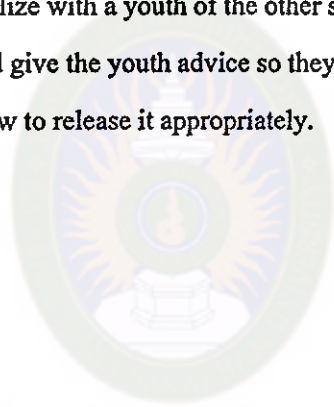 lize with a youth of the other s
l give the youth advice so they
w to release it appropriately.